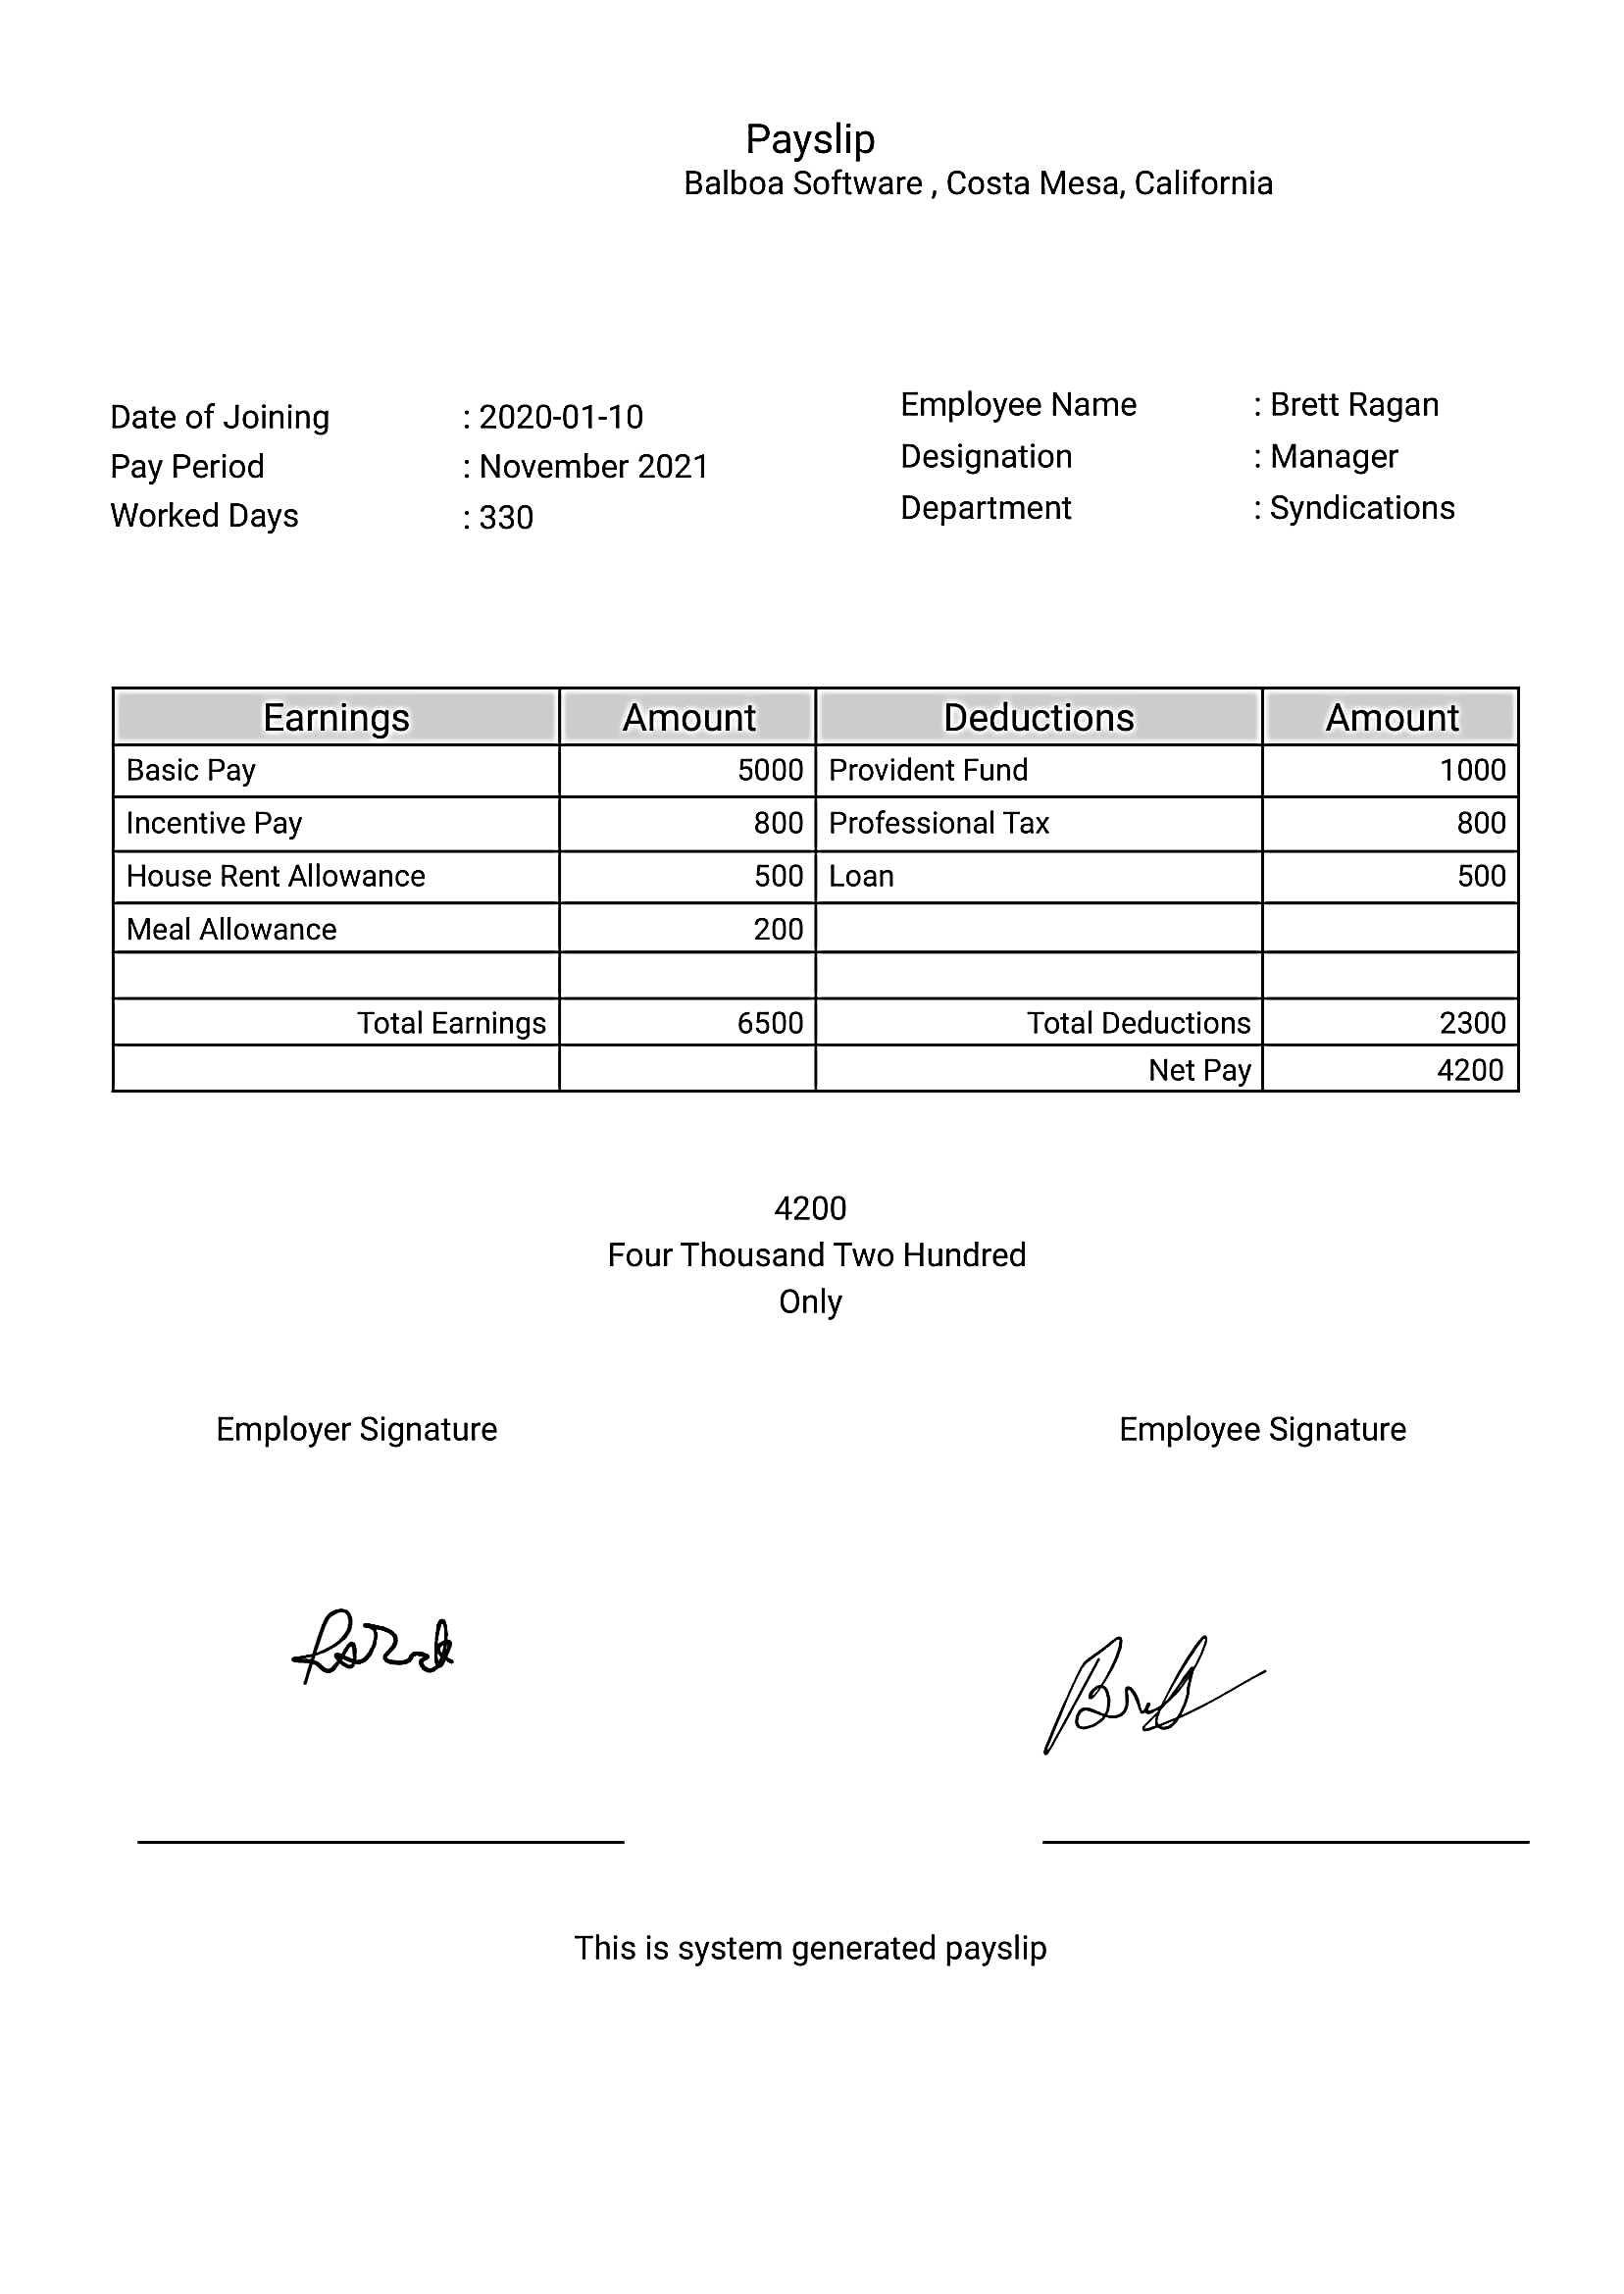 Payslip
Balboa Software , Costa Mesa, California
Date of Joining : 2020-01-10
Pay Period : November 2021
Worked Days : 330
Employee Name : Brett Ragan
Designation : Manager
Department : Syndications
Earnings Amount Deductions Amount
Basic Pay 5000 Provident Fund 1000
Incentive Pay 800 Professional Tax 800
House Rent Allowance 500 Loan 500
Meal Allowance 200
Total Earnings 6500 Total Deductions 2300
Net Pay 4200
4200
Four Thousand Two Hundred
Only
Employer Signature Employee Signature
This is system generated payslip